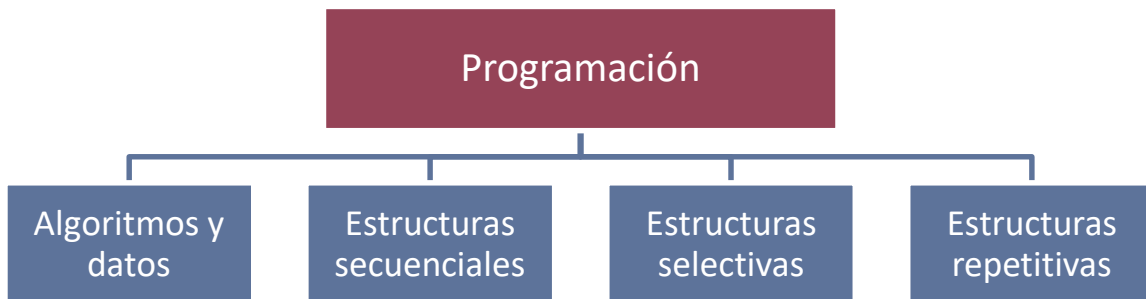 Programación
Algoritmos y
datos
Estructuras
secuenciales
Estructuras
selectivas
Estructuras
repetitivas